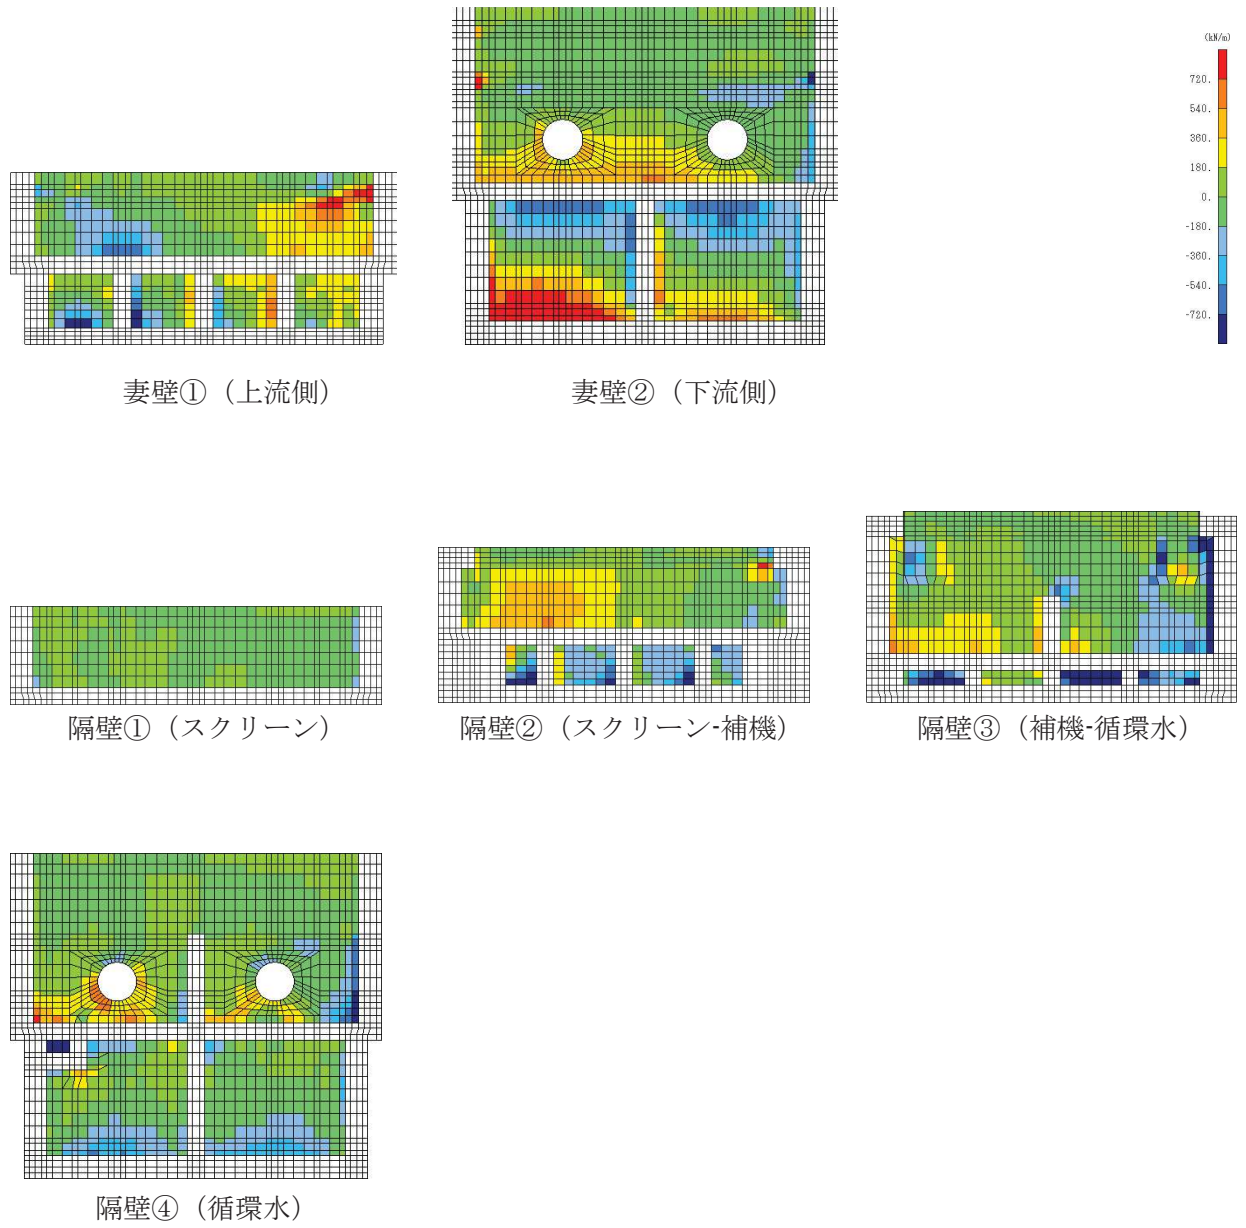 (kN/m)
720.
540.
360.
180.
0.
-180.
-360.
-540.
-720.
妻壁①（上流側）
妻壁②（下流側）
隔壁①（スクリーン）
隔壁②（スクリーン-補機）
隔壁③（補機-循環水）
隔壁④（循環水）